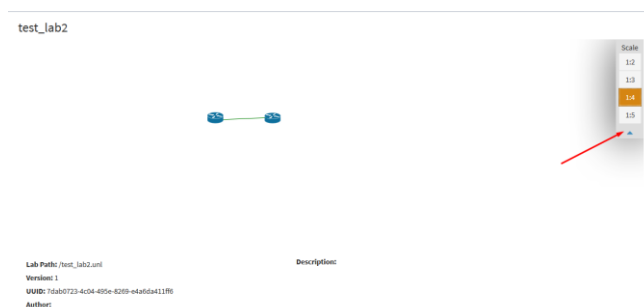 test_lab2
Scale
1:2
1:3
1:4
1:5
Lab Path: /test_lab2.unl
Description:
Version: 1
UUID: 7dab0723-4c04-495e-8269-e4a6da411ff6
Author: